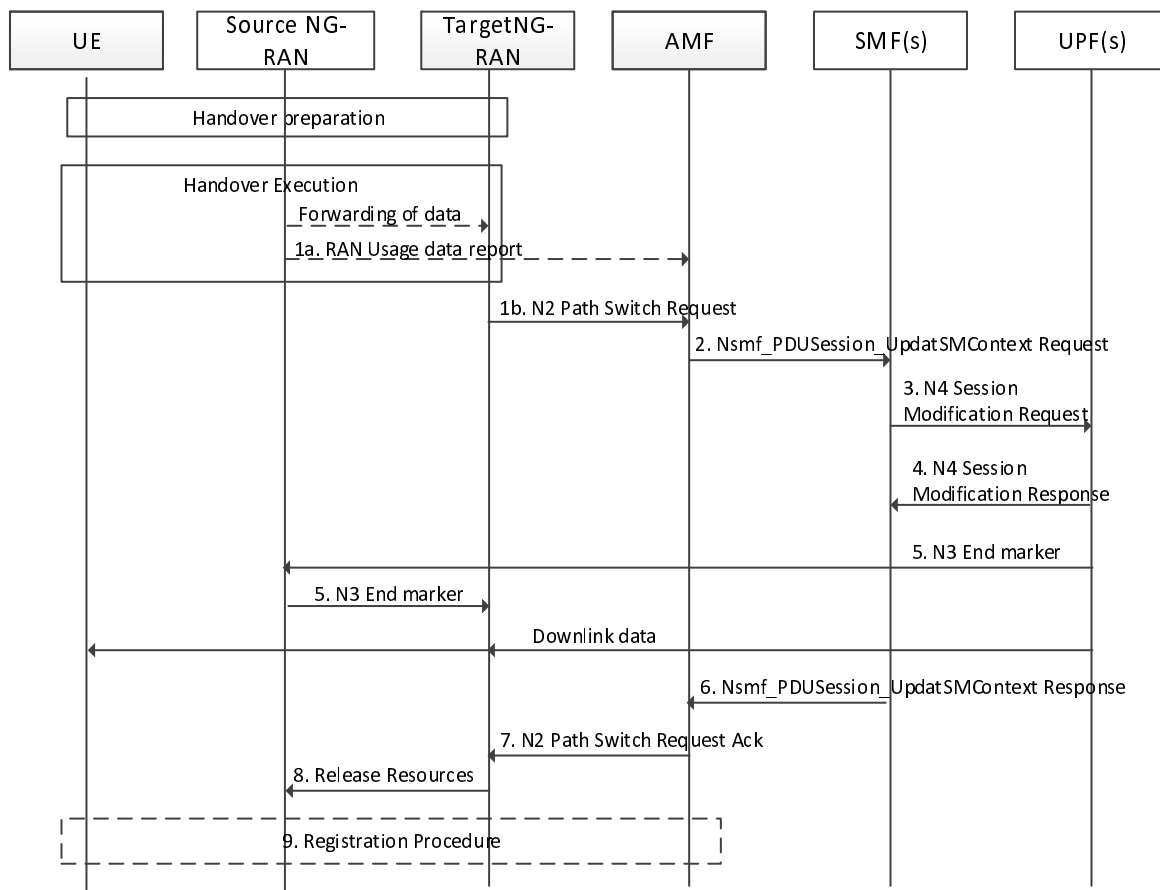 UE
Source NG-
RAN
TargetNG-
RAN
AMF
SMF(s)
UPF(s)
Handover preparation
Handover Execution
Forwarding of data
1a. RAN Usage data report
1b. N2 Path Switch Request
2. Nsmf_PDUSession_UpdatSMContext Request
3. N4 Session
Modification Request
4. N4 Session
Modification Response
5. N3 End marker
5. N3 End marker
Downlink data
6. Nsmf_PDUSession_UpdatSMContext Response
7. N2 Path Switch Request Ack
8. Release Resources
9. Registration Procedure